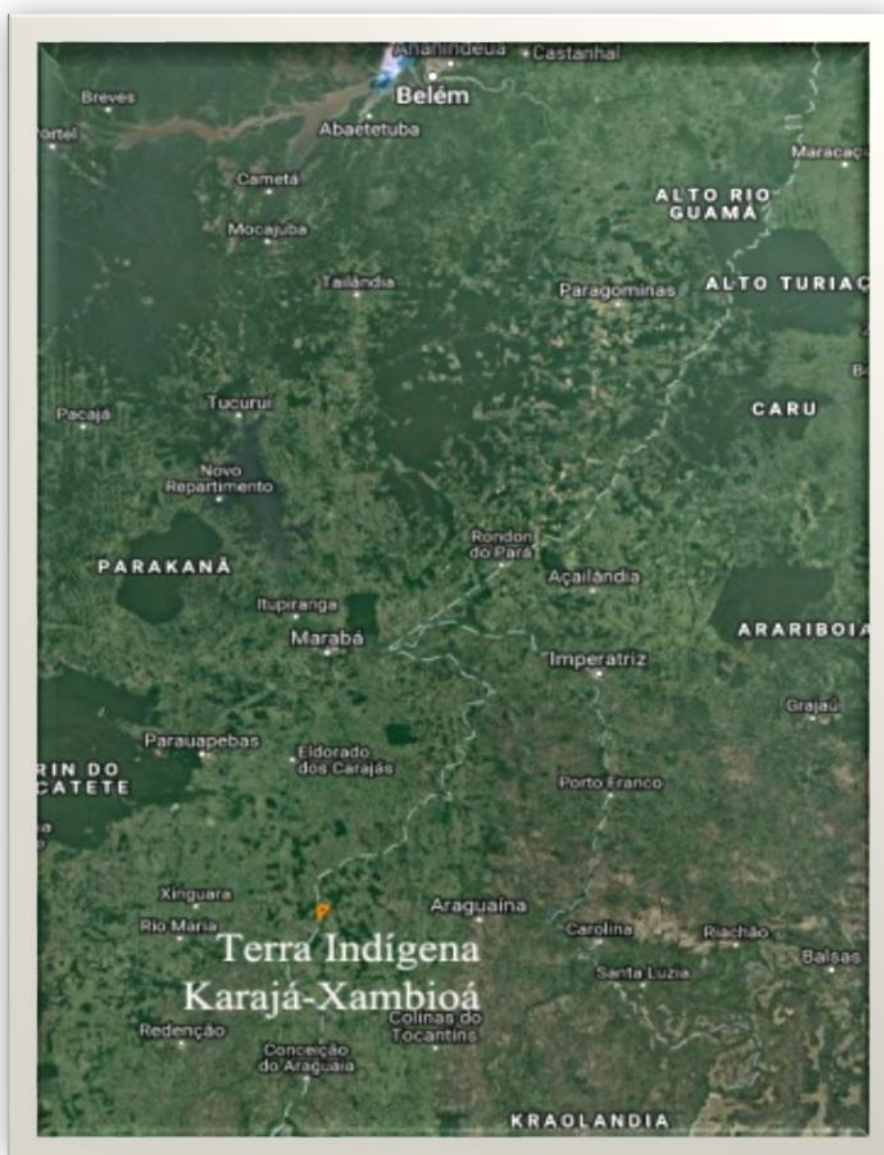 Ananindeua
Castanhal
Belém
Breves
Abaetetuba
ortel
Maracaç
Cametá
ALTO RIO
GUAMÁ
Mocajuba
Tailândia
Paragominas
ALTO TURIAÇ
Tucuruí
Pacajá
CARU
Novo
Repartimento
Rondon
do Pará
PARAKANÃ
Açailândia
Itupiranga
Marabá
ARARIBOIA
Imperatriz
Grajaú
Parauapebas
Eldorado
dos Carajás
RIN DO
CATETE
Porto Franco
Xinguara
Araguaína
Rio Maria
Carolina
Riachão
Terra Indígena
Karajá-Xambioá
Balsas
Santa Luzia
Colinas do
Tocantins
Redenção
Conceição
do Araguaia
KRAOLANDIA